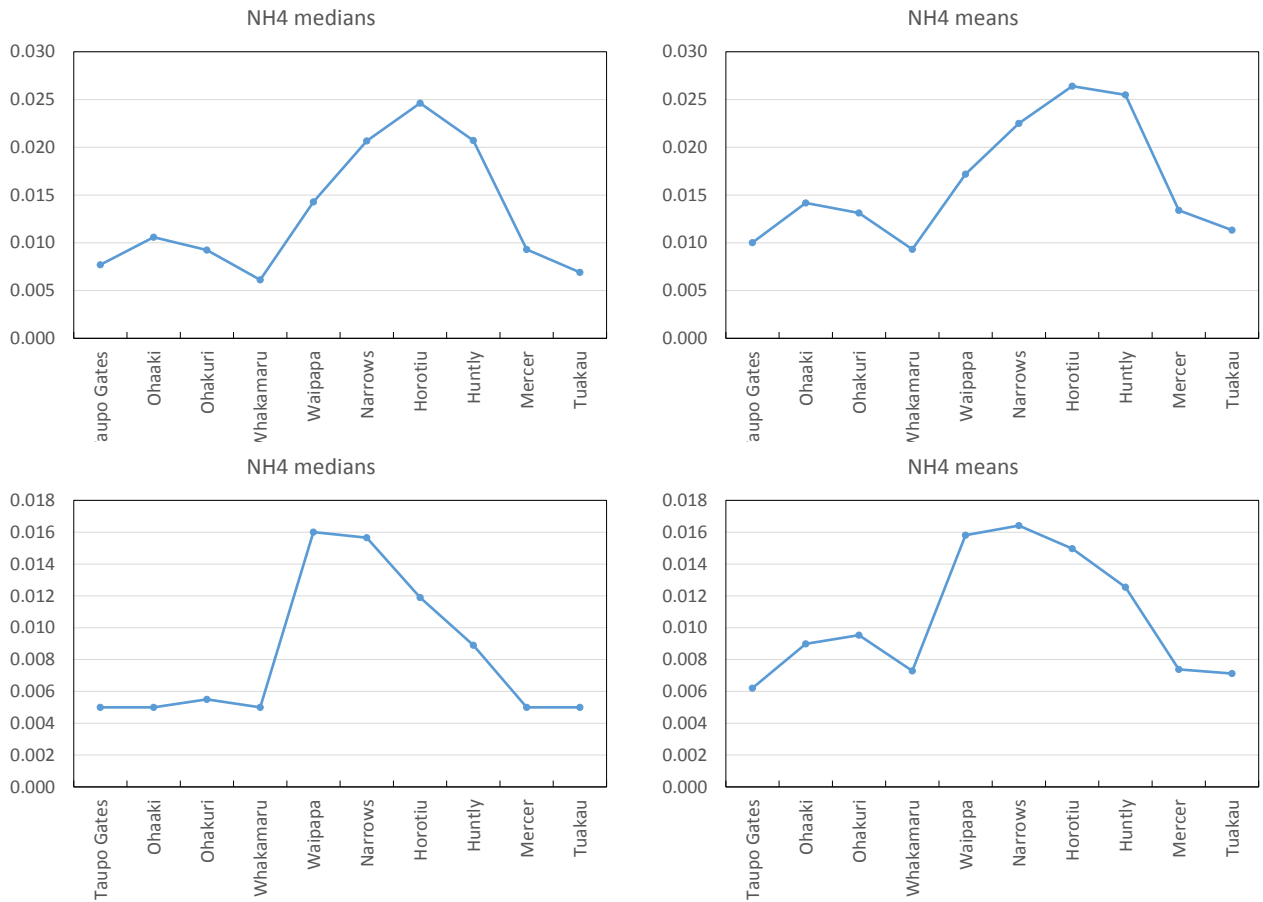 NH4 medians
0.030
0.025
0.020
0.015
0.010
0.005
0.000
aupo Gates
Ohaaki
Ohakuri
Whakamaru
Waipapa
Narrows
Horotiu
Huntly
Mercer
Tuakau
NH4 means
0.030
0.025
0.020
0.015
0.010
0.005
0.000
aupo Gates
Ohaaki
Ohakuri
Whakamaru
Waipapa
Narrows
Horotiu
Huntly
Mercer
Tuakau
NH4 medians
0.018
0.016
0.014
0.012
0.010
0.008
0.006
0.004
0.002
0.000
Taupo Gates
Ohaaki
Ohakuri
Whakamaru
Waipapa
Narrows
Horotiu
Huntly
Mercer
Tuakau
NH4 means
0.018
0.016
0.014
0.012
0.010
0.008
0.006
0.004
0.002
0.000
Taupo Gates
Ohaaki
Ohakuri
Whakamaru
Waipapa
Narrows
Horotiu
Huntly
Mercer
Tuakau